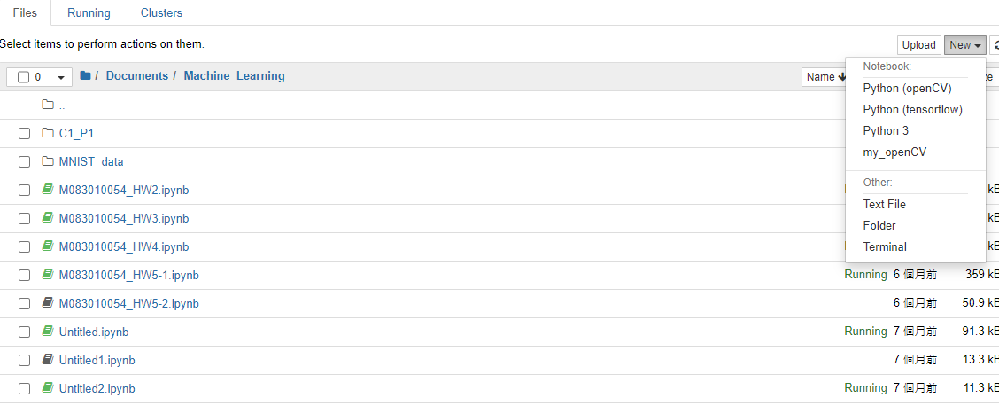 Files Running Clusters
Select items to perform actions on them.
Upload New
0 / Documents / Machine_Learning Name
Notebook:
Python (openCV)
Python (tensorflow)
Python 3
my_openCV
Other:
Text File
Folder
Terminal
..
C1_P1
MNIST_data
M083010054_HW2.ipynb
M083010054_HW3.ipynb
M083010054_HW4.ipynb
M083010054_HW5-1.ipynb Running 6 個月前 359 kB
M083010054_HW5-2.ipynb 6 個月前 50.9 kB
Untitled.ipynb Running 7 個月前 91.3 kB
Untitled1.ipynb 7 個月前 13.3 kB
Untitled2.ipynb Running 7 個月前 11.3 kB